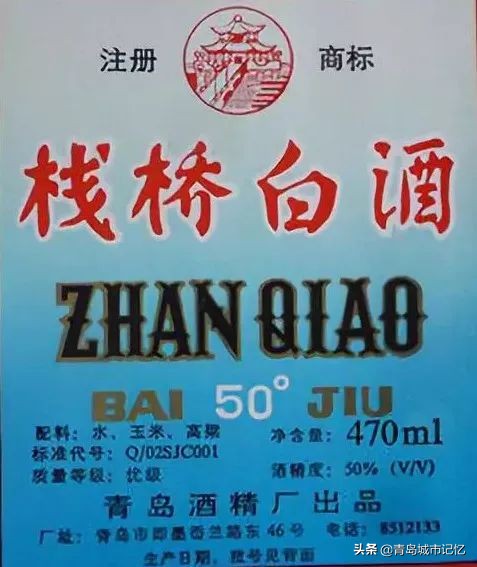 注册 商标
栈桥白酒
ZHAN QIAO
BAI 50° JIU
配料：水、玉米、高粱 净含量：470ml
标准代号：Q/02SJC001
质量等级：优级 酒精度：50% (V/V)
青岛酒精厂出品
厂址：青岛市即墨香兰路东46号 电话：8512133
生产日期、批号见背面
头条 @青岛城市记忆